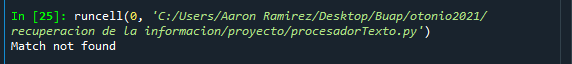 In [25]: runcell(0, 'C:/Users/Aaron Ramirez/Desktop/Buap/otonio2021/
recuperacion de la informacion/proyecto/procesadorTexto.py')
Match not found